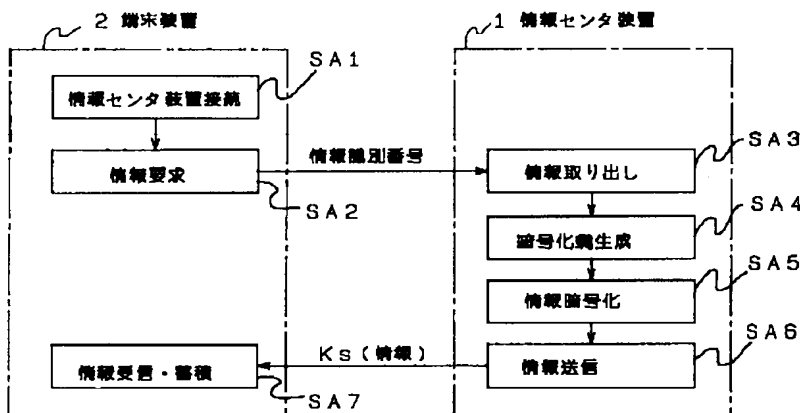 2 端末装置
1 情報センタ装置
SA1
情報センタ装置接続
情報要求
SA2
情報識別番号
情報取り出し
SA3
暗号化鍵生成
SA4
情報暗号化
SA5
情報送信
SA6
Ks(情報)
情報受信・蓄積
SA7